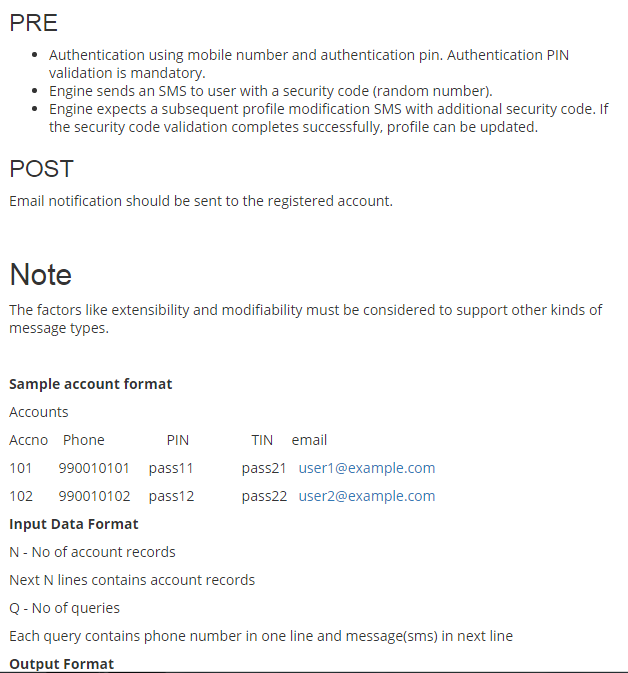 PRE
Authentication using mobile number and authentication pin. Authentication PIN
validation is mandatory.
Engine sends an SMS to user with a security code (random number).
Engine expects a subsequent profile modification SMS with additional security code. If
the security code validation completes successfully, profile can be updated.
POST
Email notification should be sent to the registered account.
Note
The factors like extensibility and modifiability must be considered to support other kinds of
message types.
Sample account format
Accounts
Accno Phone PIN TIN email
101 990010101 pass11 pass21 user1@example.com
102 990010102 pass12 pass22 user2@example.com
Input Data Format
N - No of account records
Next N lines contains account records
Q - No of queries
Each query contains phone number in one line and message(sms) in next line
Output Format